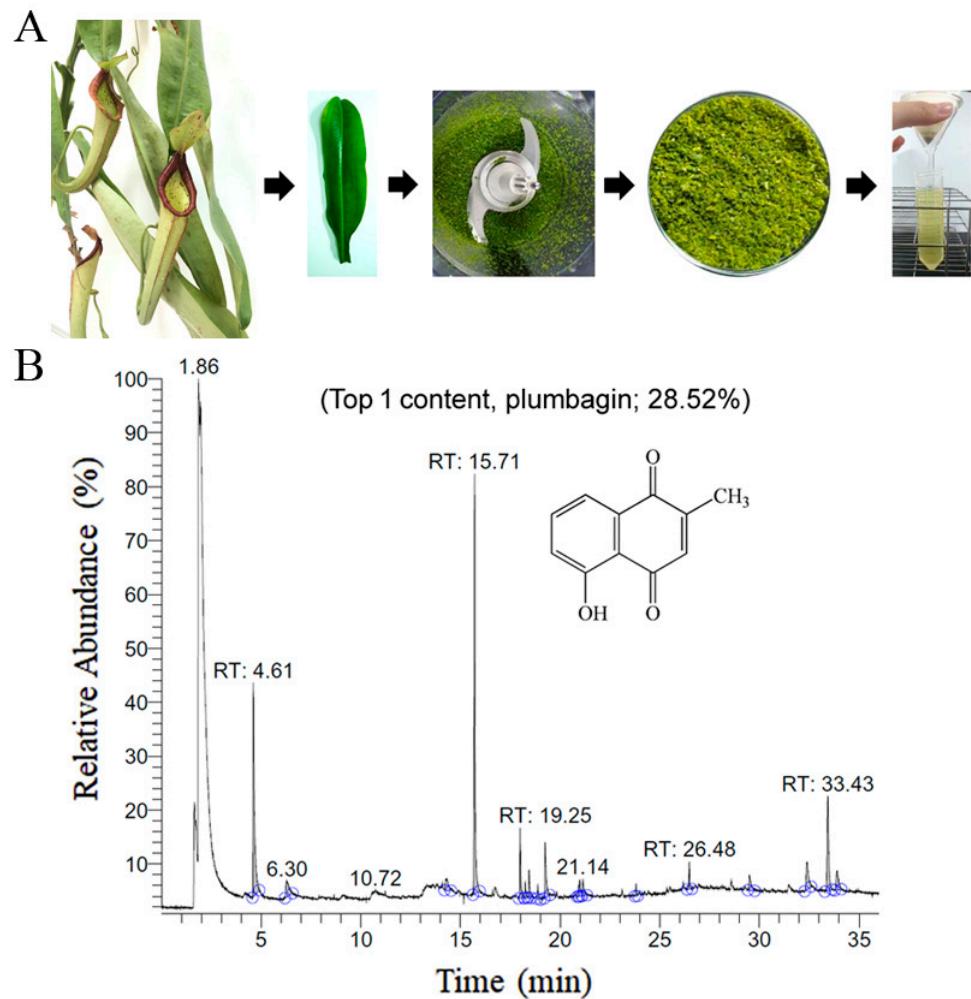 A
B
1.86
(Top 1 content, plumbagin; 28.52%)
RT: 15.71
O
CH₃
OH
O
RT: 4.61
6.30
10.72
RT: 19.25
21.14
RT: 26.48
RT: 33.43
100
90
80
70
60
50
40
30
20
10
Relative Abundance (%)
5 10 15 20 25 30 35
Time (min)